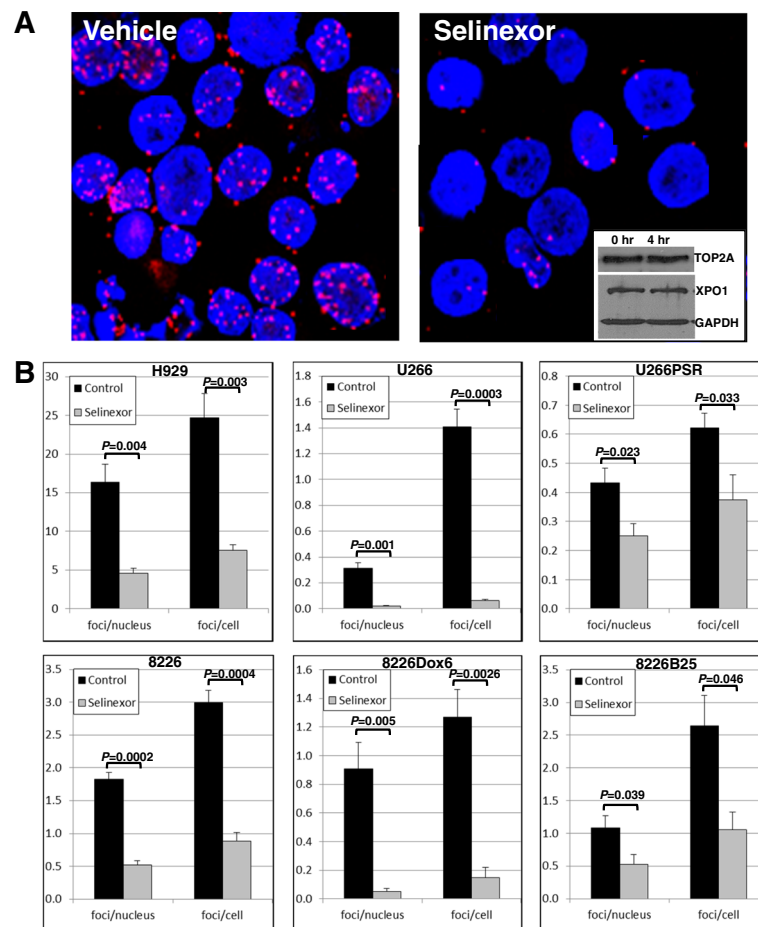 A
Vehicle
Selinexor
0 hr 4 hr
TOP2A
XPO1
GAPDH
B
H929
Control
Selinexor
P=0.004
P=0.003
30
25
20
15
10
5
0
foci/nucleus
foci/cell
U266
Control
Selinexor
P=0.001
P=0.0003
1.8
1.6
1.4
1.2
1.0
0.8
0.6
0.4
0.2
0.0
foci/nucleus
foci/cell
U266PSR
Control
Selinexor
P=0.023
P=0.033
0.8
0.7
0.6
0.5
0.4
0.3
0.2
0.1
0.0
foci/nucleus
foci/cell
8226
Control
Selinexor
P=0.0002
P=0.0004
3.5
3.0
2.5
2.0
1.5
1.0
0.5
0.0
foci/nucleus
foci/cell
8226Dox6
Control
Selinexor
P=0.005
P=0.0026
1.6
1.4
1.2
1.0
0.8
0.6
0.4
0.2
0.0
foci/nucleus
foci/cell
8226B25
Control
Selinexor
P=0.039
P=0.046
3.5
3.0
2.5
2.0
1.5
1.0
0.5
0.0
foci/nucleus
foci/cell